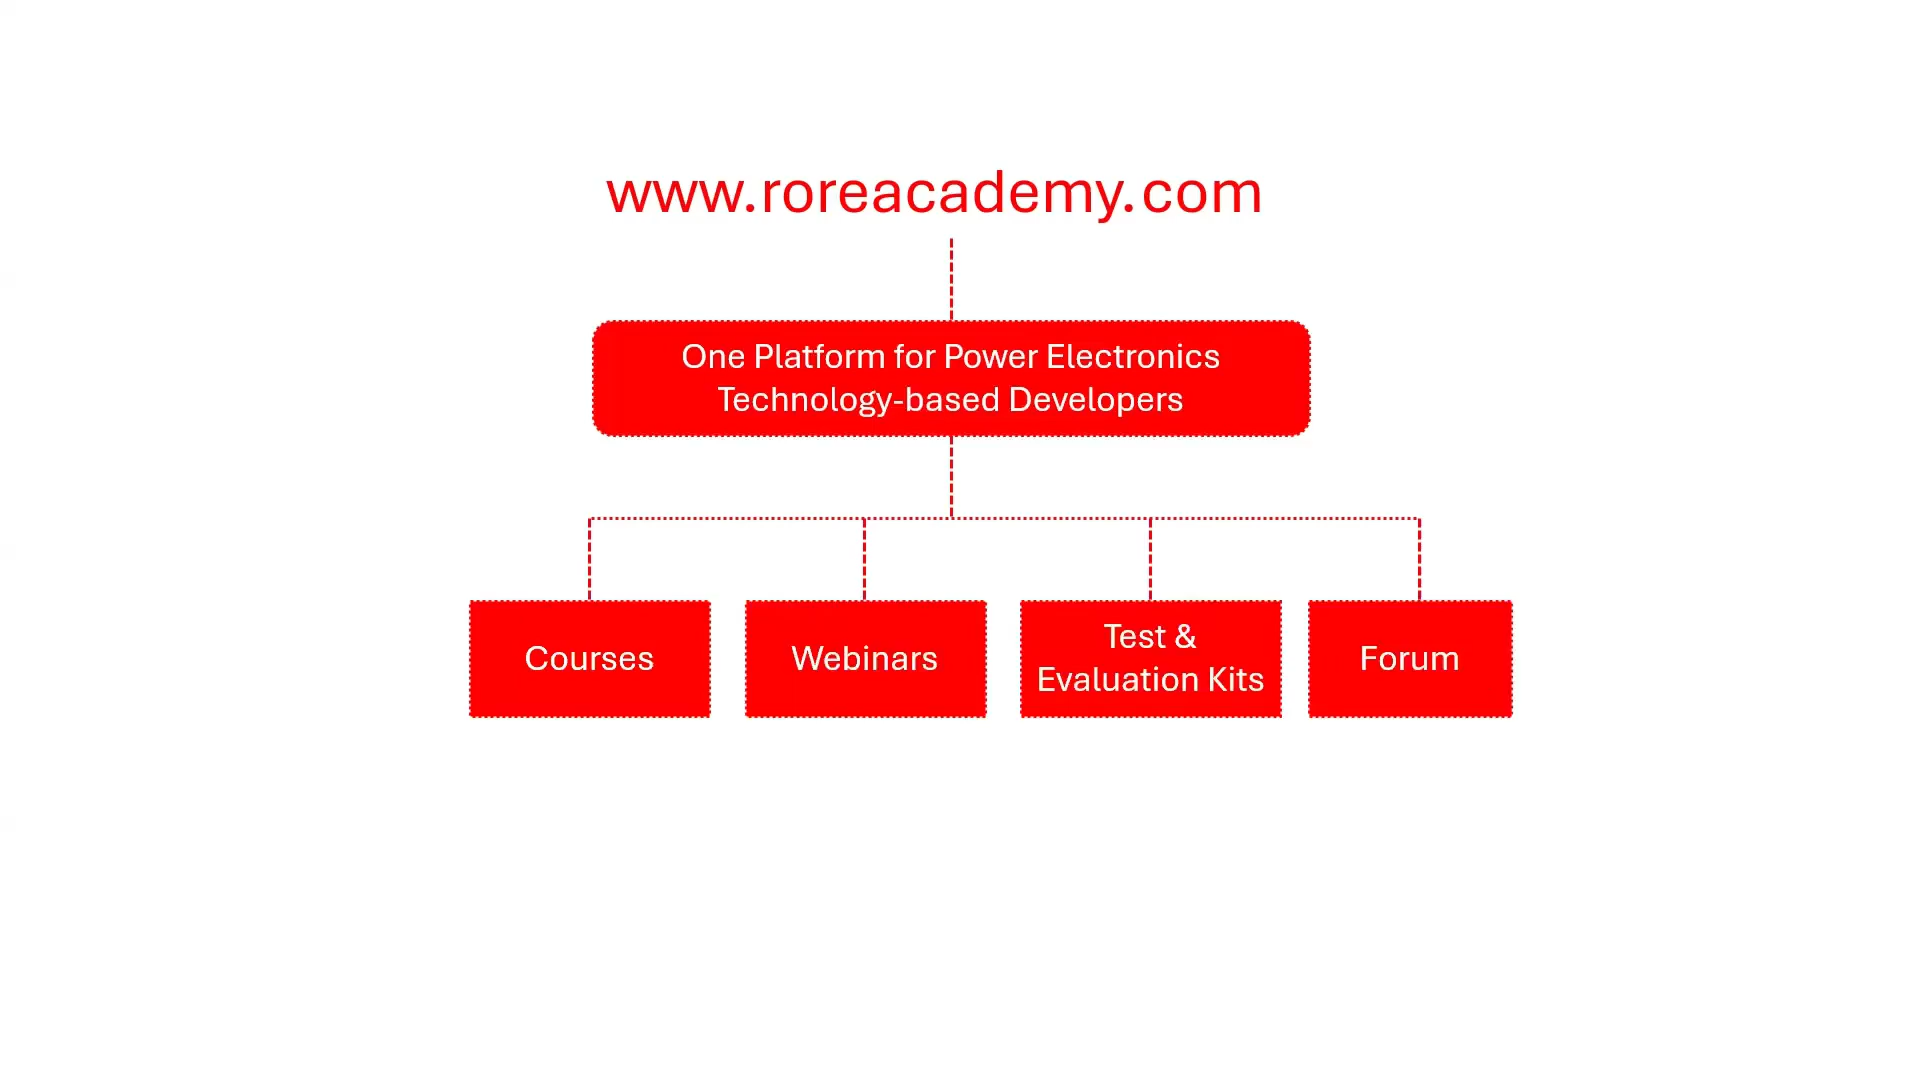 www.roreacademy.com
One Platform for Power Electronics
Technology-based Developers
Courses
Webinars
Test &
Evaluation Kits
Forum